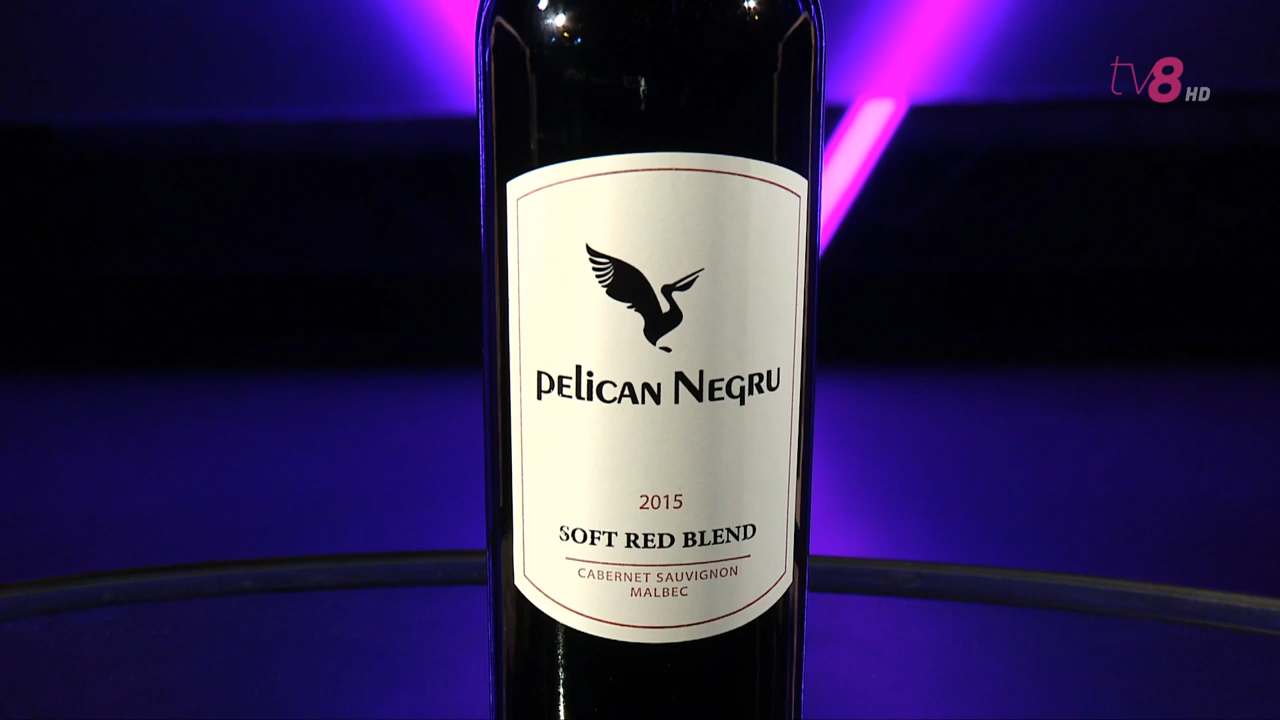 tv8 HD
PELICAN NEGRU
2015
SOFT RED BLEND
CABERNET SAUVIGNON
MALBEC